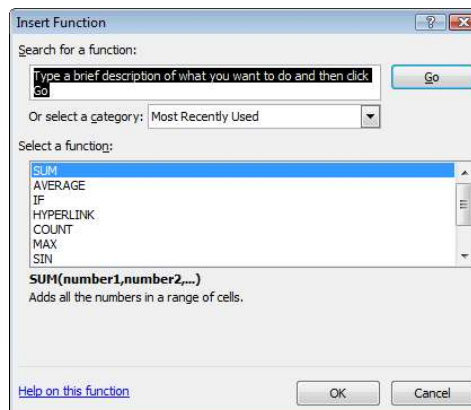 Insert Function
Search for a function:
Type a brief description of what you want to do and then click
Go
Go
Or select a category: Most Recently Used
Select a function:
SUM
AVERAGE
IF
HYPERLINK
COUNT
MAX
SIN
SUM(number1,number2,...)
Adds all the numbers in a range of cells.
Help on this function
OK
Cancel